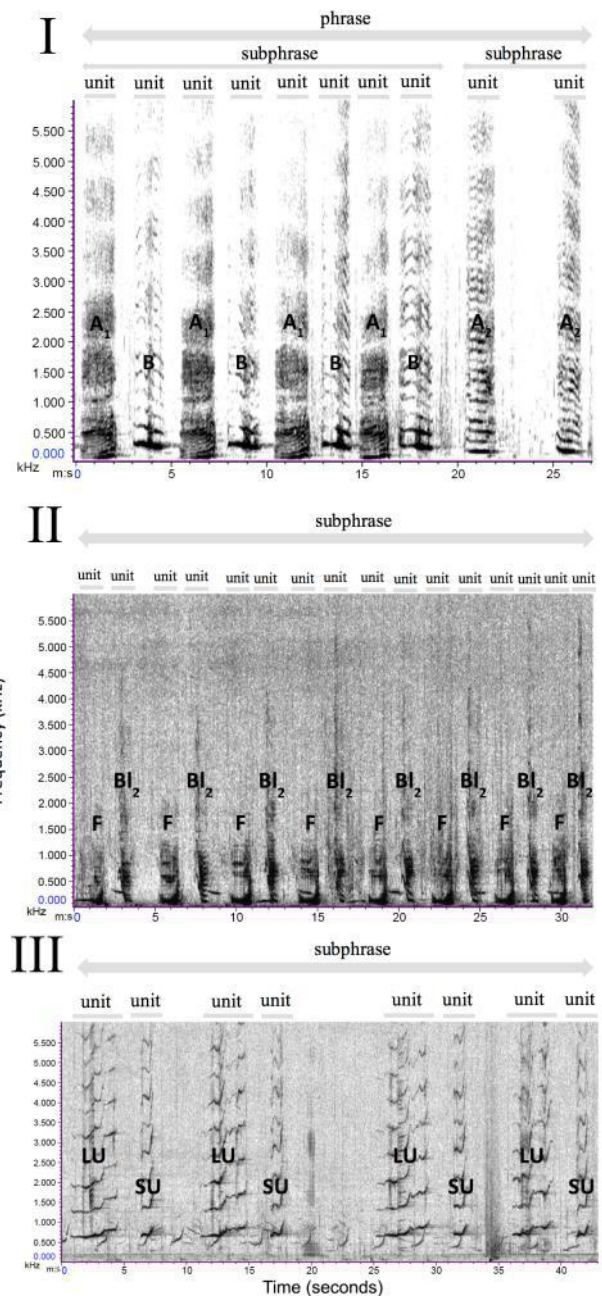 I
phrase
subphrase subphrase
unit unit unit unit unit unit unit unit unit unit
5.500
5.000
4.500
4.000
3.500
3.000
2.500
A1 A1 A1 A1 A2 A2
2.000
B B B B
1.500
1.000
0.500
0.000
kHz
m:s 0 5 10 15 20 25
II
subphrase
unit unit unit unit unit unit unit unit unit unit unit unit unit unit unit unit
5.500
5.000
4.500
4.000
3.500
3.000
2.500
Bl2 Bl2 Bl2 Bl2 Bl2 Bl2 Bl2 Bl2
2.000
F F F F F F F F
1.500
1.000
0.500
0.000
kHz m:s 0 5 10 15 20 25 30
III
subphrase
unit unit unit unit unit unit unit unit
5.500
5.000
4.500
4.000
3.500
3.000
2.500
LU LU LU LU
2.000
SU SU SU SU
1.500
1.000
0.500
0.000
kHz m:s 0 5 10 15 20 25 30 35 40
Time (seconds)